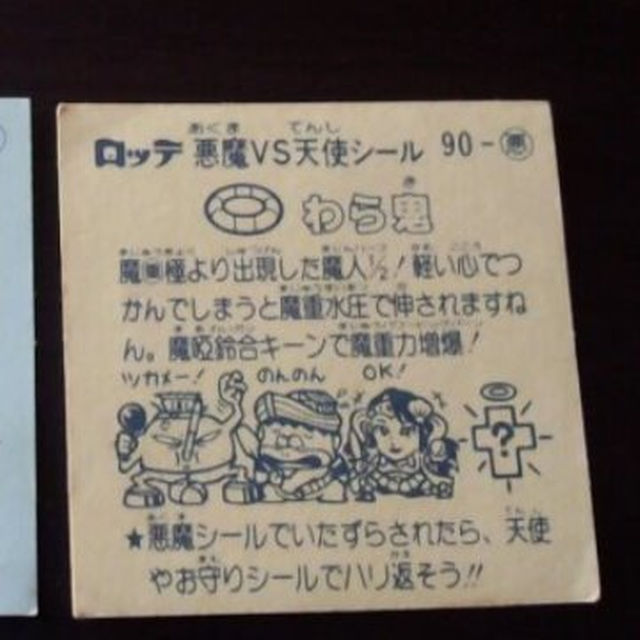 ロッテ 悪魔VS天使シール 90-悪
わら鬼
魔重極より出現した魔人½!軽い心でつ
かんでしまうと魔重水圧で伸されますね
ん。魔啞鈴合キーンで魔重力増爆!
ツカメー! のんのん OK!
?
★悪魔シールでいたずらされたら、天使
やお守りシールでハリ返そう!!